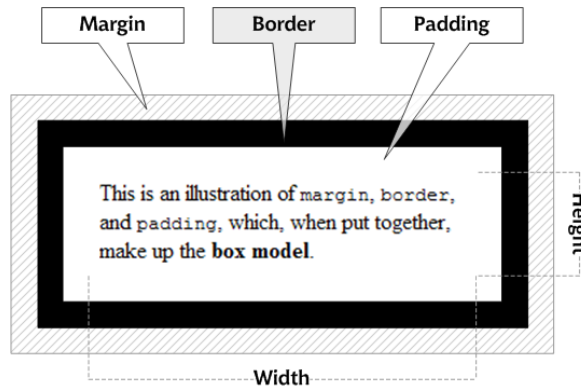 Margin
Border
Padding
This is an illustration of margin, border,
and padding, which, when put together,
make up the box model.
Height
Width